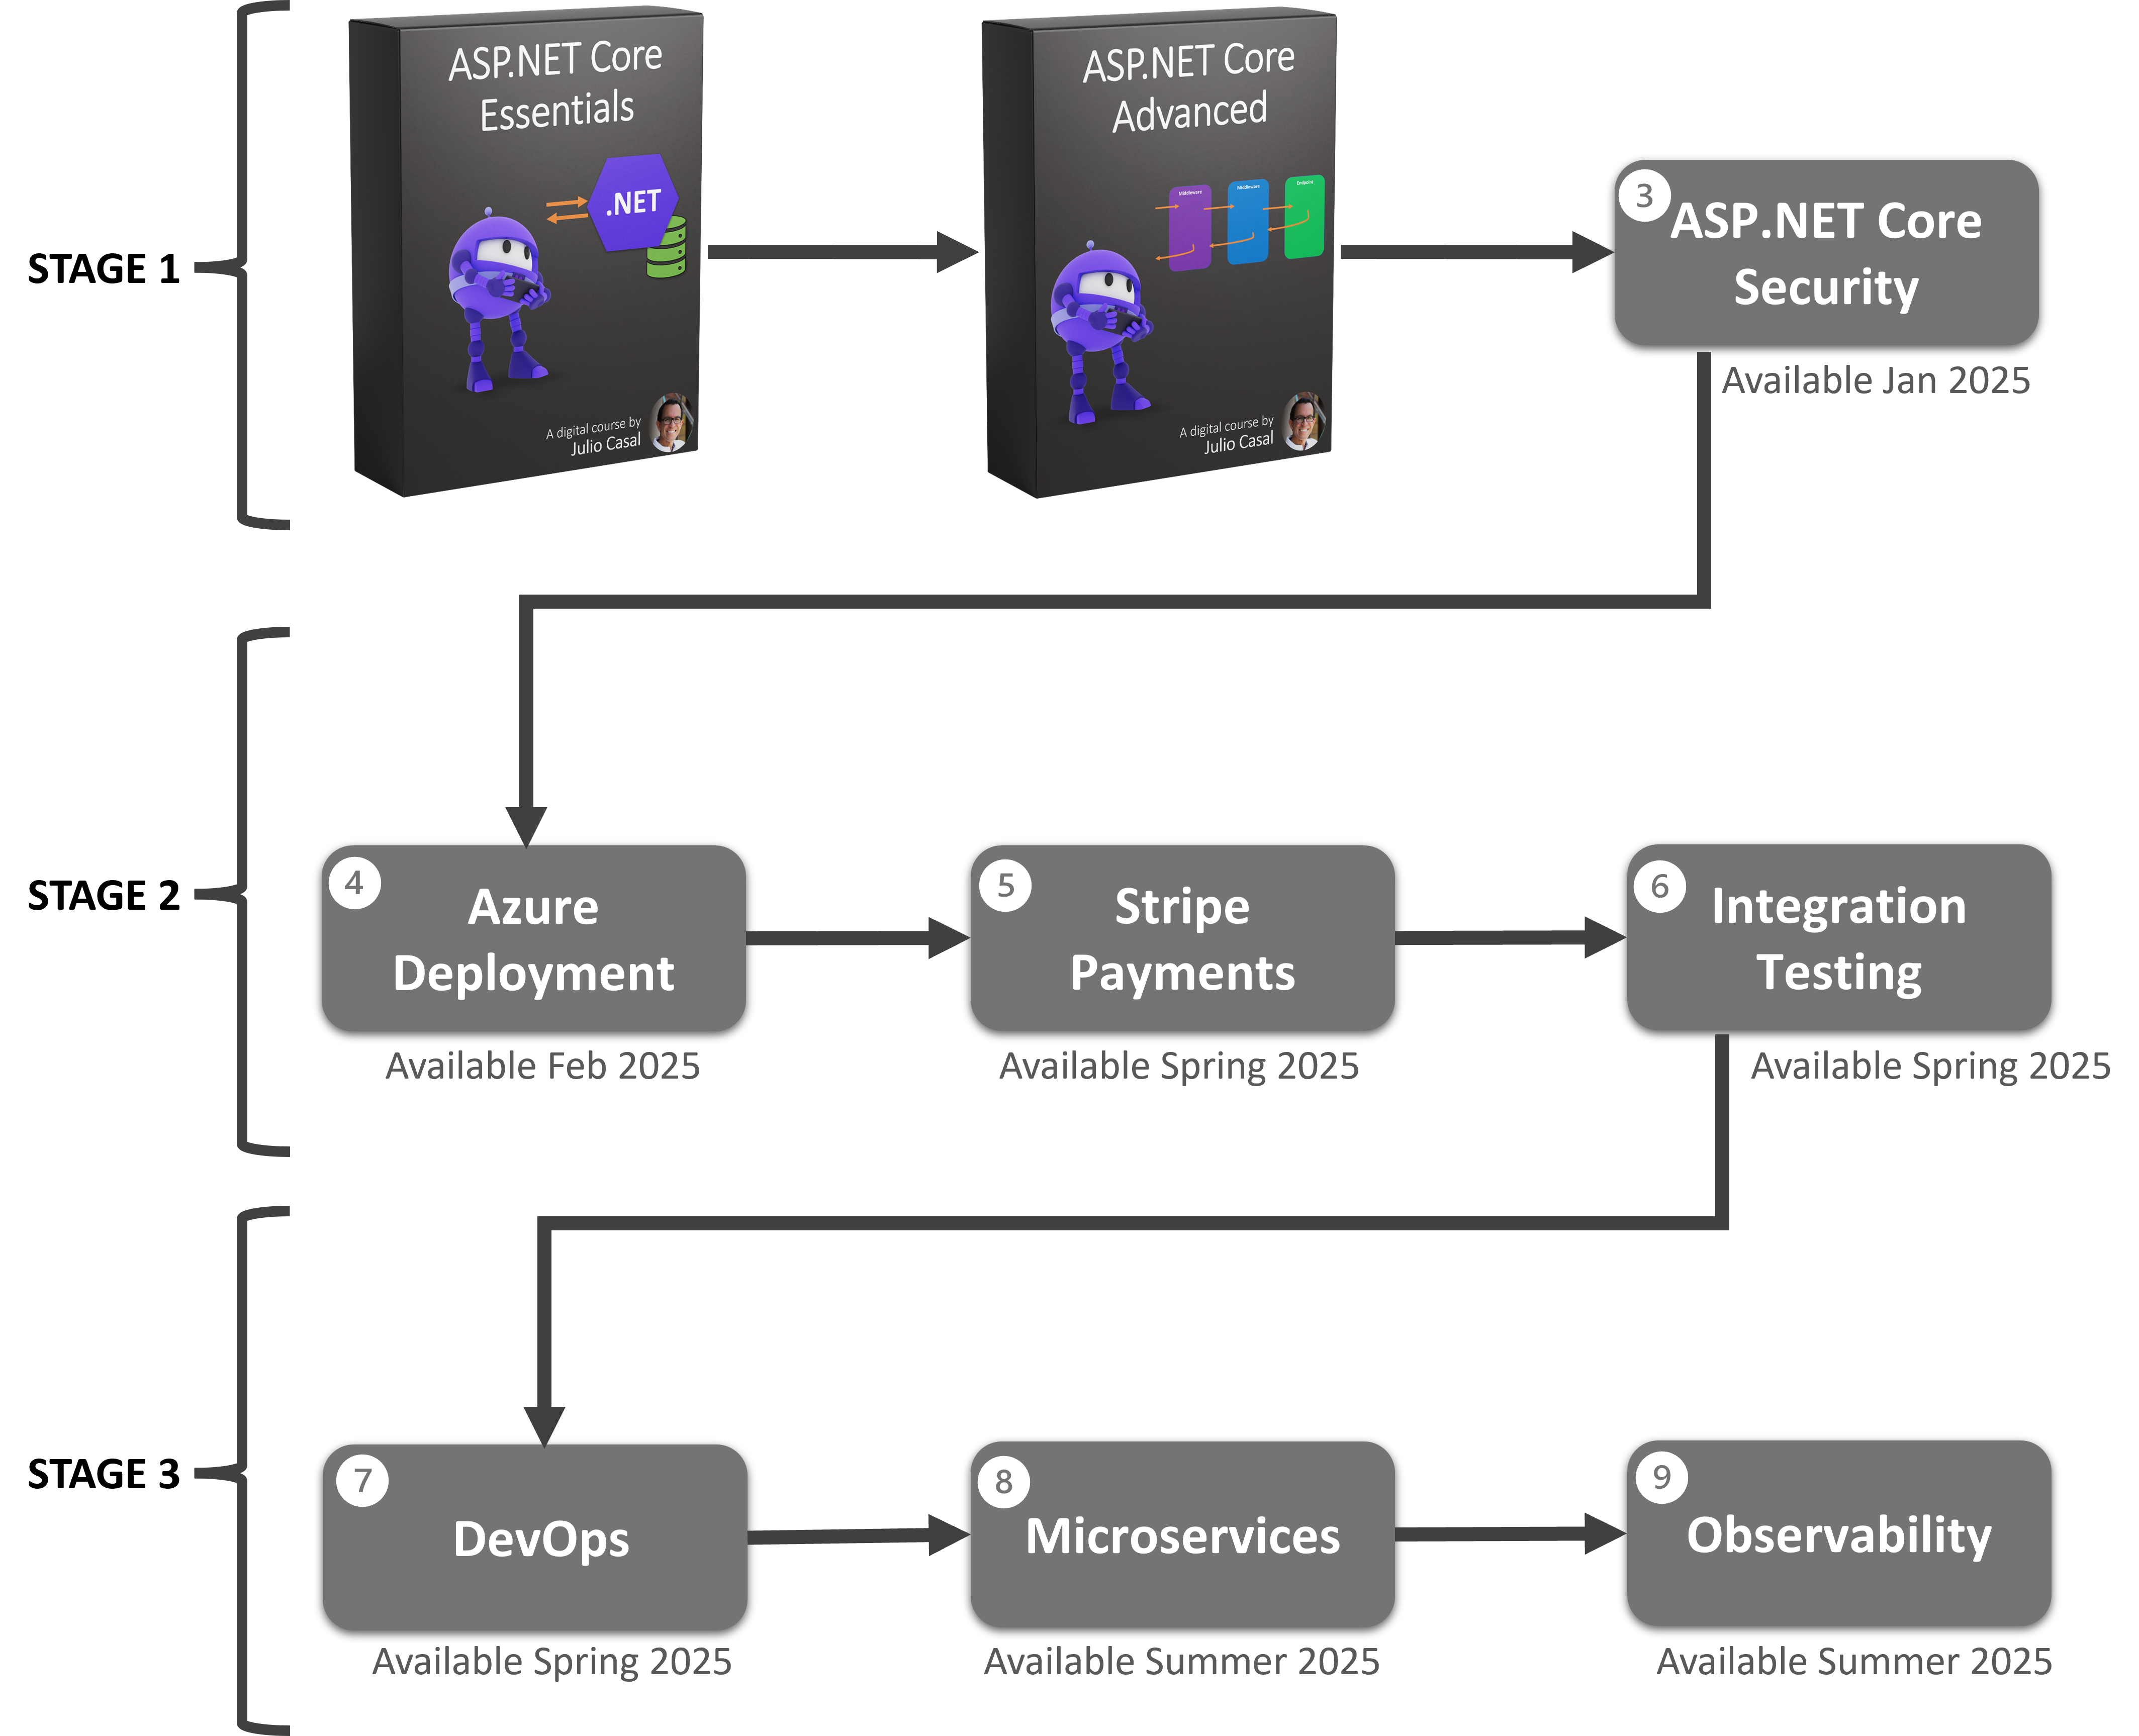 STAGE 1
ASP.NET Core
Essentials
.NET
A digital course by
Julio Casal
ASP.NET Core
Advanced
Middleware
Middleware
Endpoint
A digital course by
Julio Casal
3
ASP.NET Core
Security
Available Jan 2025
STAGE 2
4
Azure
Deployment
Available Feb 2025
5
Stripe
Payments
Available Spring 2025
6
Integration
Testing
Available Spring 2025
STAGE 3
7
DevOps
Available Spring 2025
8
Microservices
Available Summer 2025
9
Observability
Available Summer 2025